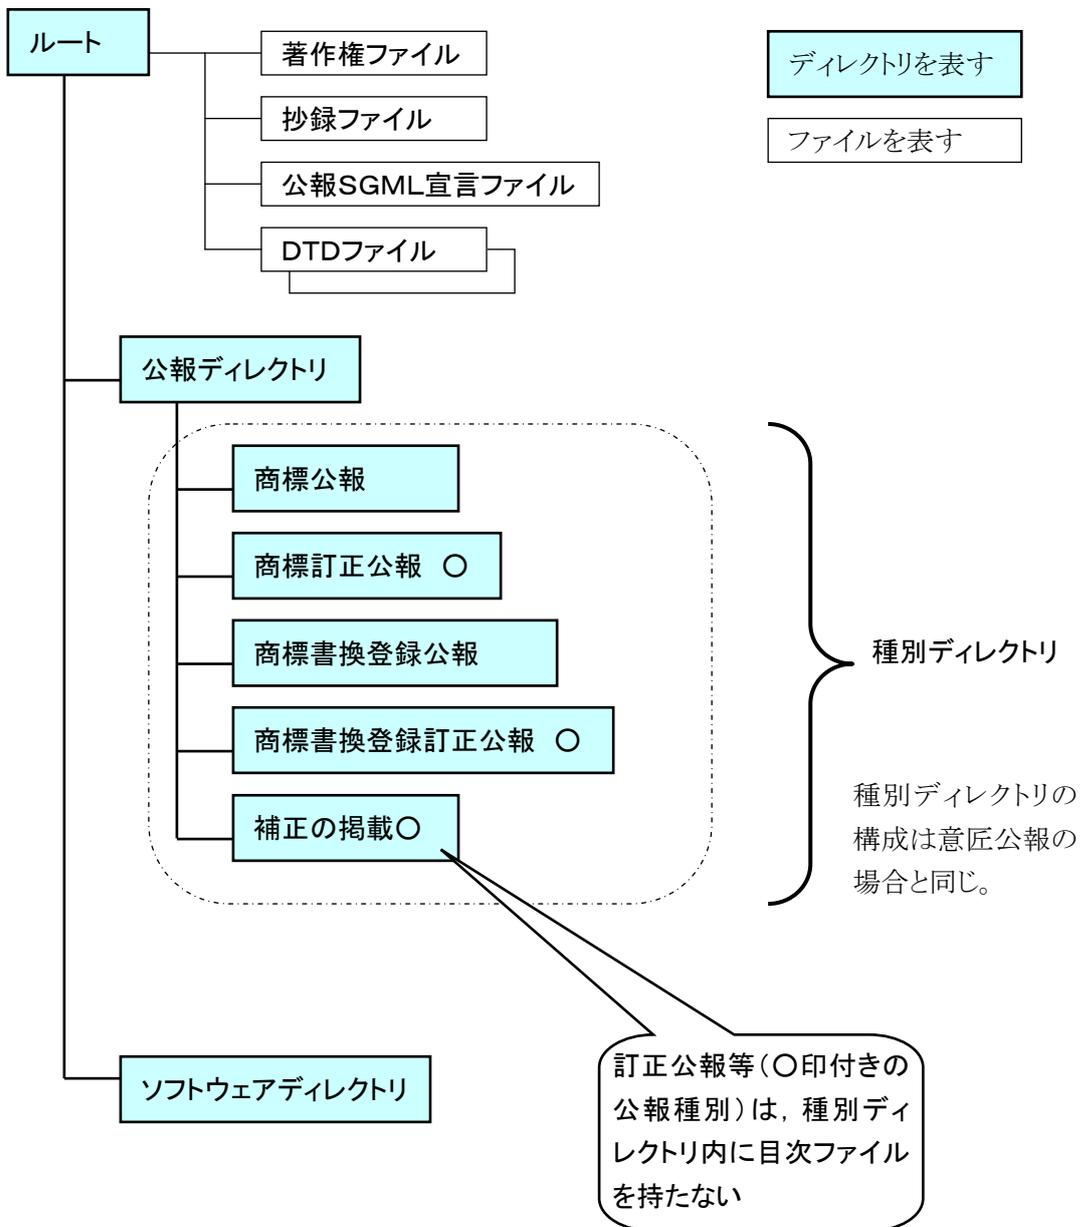 ルート
著作権ファイル
抄録ファイル
公報SGML宣言ファイル
DTDファイル
ディレクトリを表す
ファイルを表す
公報ディレクトリ
商標公報
商標訂正公報　○
商標書換登録公報
商標書換登録訂正公報　○
補正の掲載○
種別ディレクトリ
種別ディレクトリの
構成は意匠公報の
場合と同じ。
ソフトウェアディレクトリ
訂正公報等（○印付きの
公報種別）は，種別ディ
レクトリ内に目次ファイル
を持たない